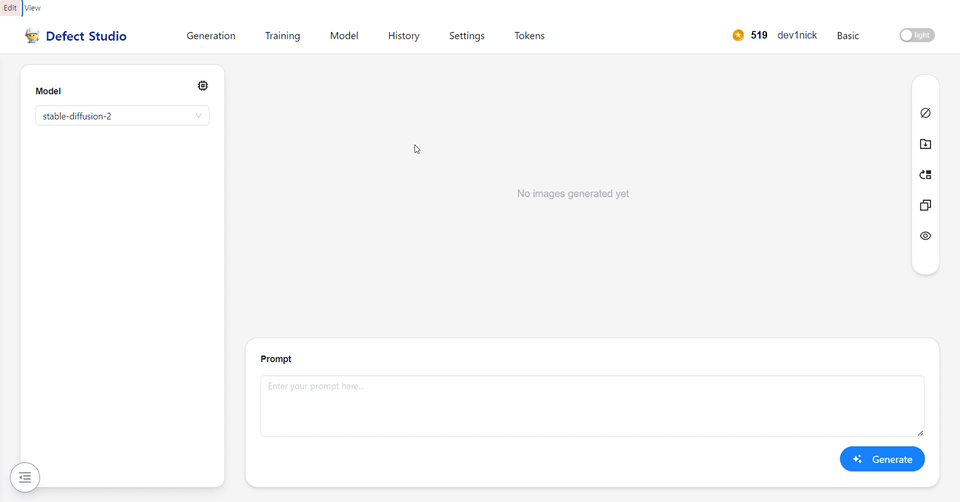 Edit View
Defect Studio Generation Training Model History Settings Tokens 519 dev1nick Basic light
Model
stable-diffusion-2
No images generated yet
Prompt
Enter your prompt here...
Generate